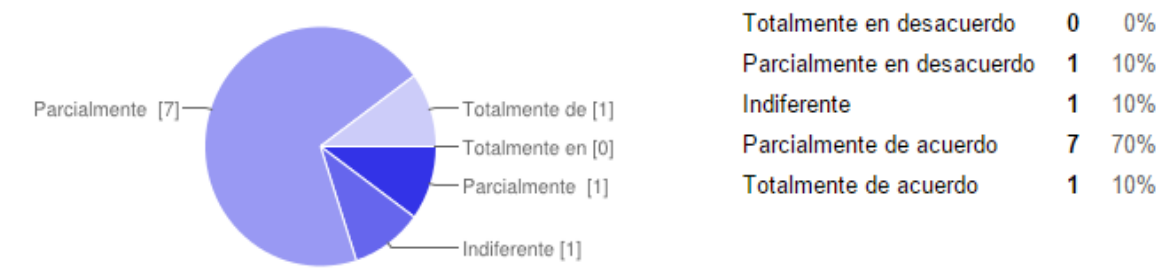 Parcialmente [7]
Totalmente de [1]
Totalmente en [0]
Parcialmente [1]
Indiferente [1]
Totalmente en desacuerdo 0 0%
Parcialmente en desacuerdo 1 10%
Indiferente 1 10%
Parcialmente de acuerdo 7 70%
Totalmente de acuerdo 1 10%